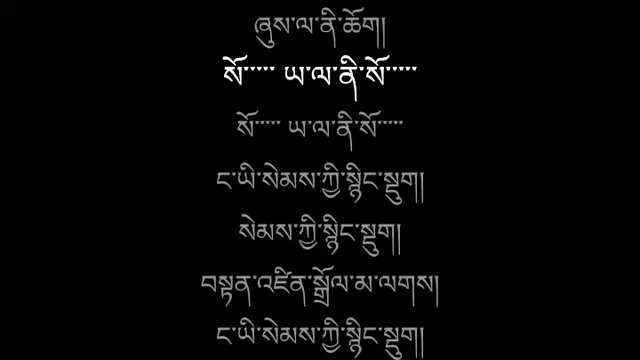 ཞུས་ལ་ནི་ཆོག།
སོ་་་་་ ཡ་ལ་ནི་སོ་་་་་
སོ་་་་་ ཡ་ལ་ནི་སོ་་་་་
ང་ཡི་སེམས་ཀྱི་སྙིང་སྡུག།
སེམས་ཀྱི་སྙིང་སྡུག།
བསྟན་འཛིན་སྒྲོལ་མ་ལགས།
ང་ཡི་སེམས་ཀྱི་སྙིང་སྡུག།